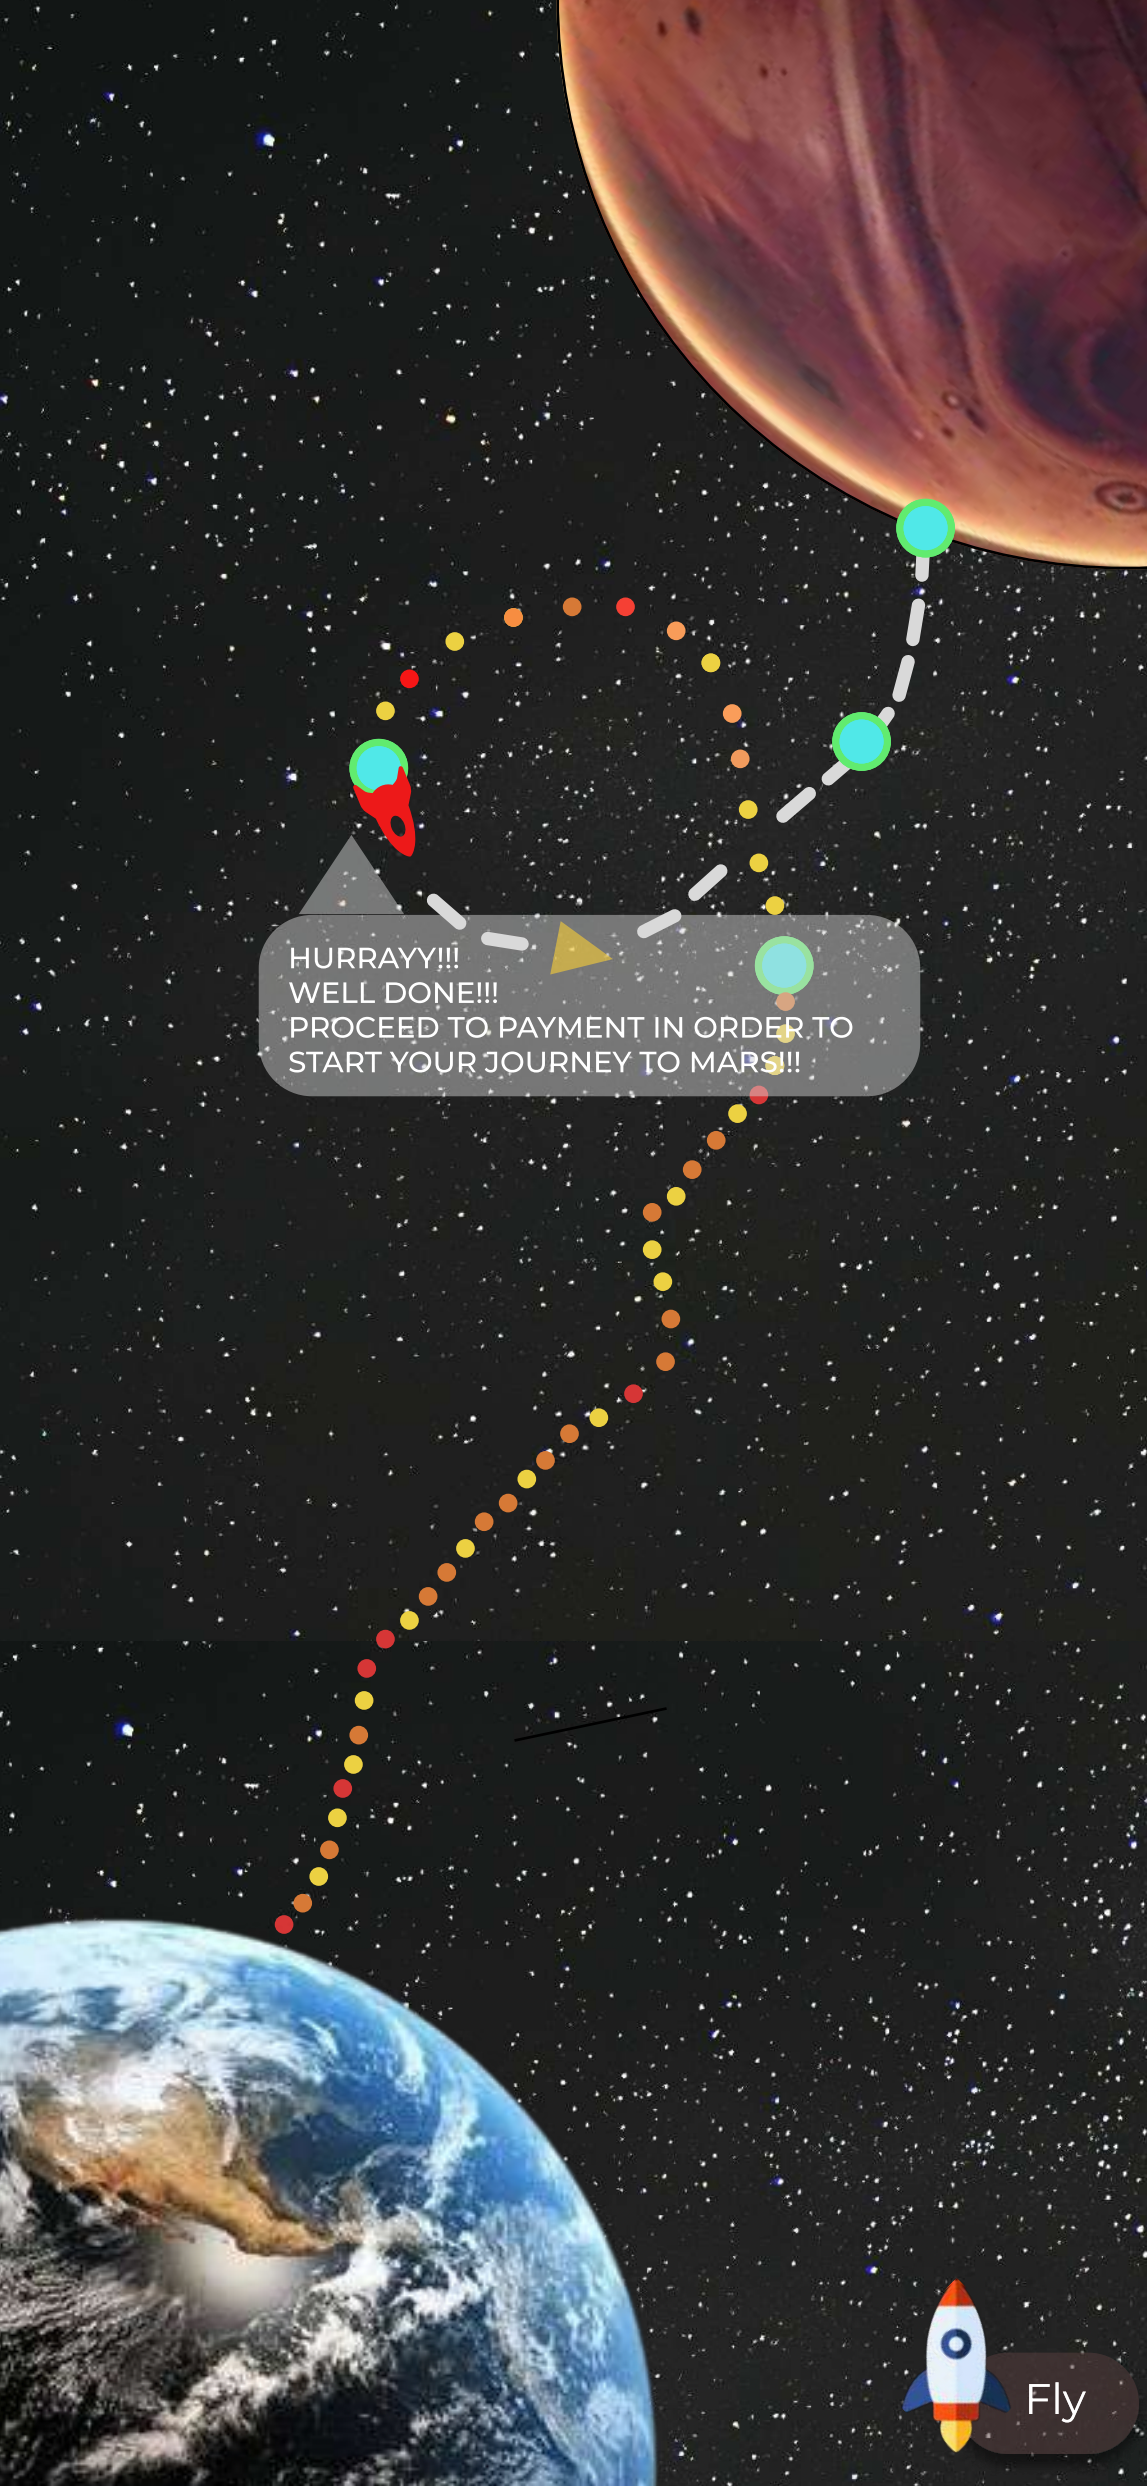 HURRAYY!!!
WELL DONE!!!
PROCEED TO PAYMENT IN ORDER TO
START YOUR JOURNEY TO MARS!!!
Fly